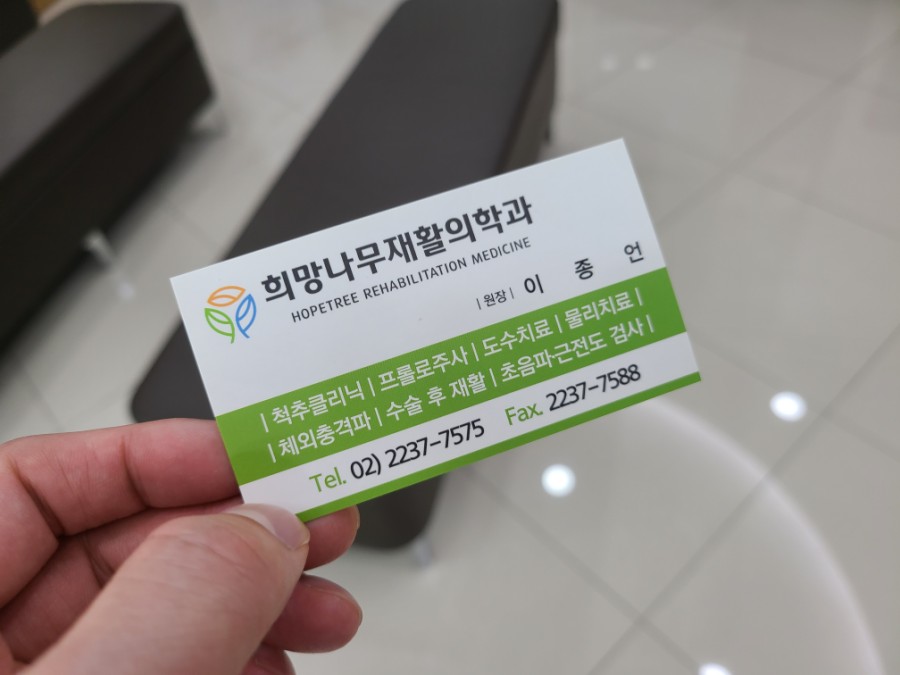 희망나무재활의학과
HOPETREE REHABILITATION MEDICINE
| 원장 | 이 종 언
| 척추클리닉 | 프롤로주사 | 도수치료 | 물리치료 |
| 체외충격파 | 수술 후 재활 | 초음파·근전도 검사 |
Tel. 02) 2237-7575 Fax. 2237-7588